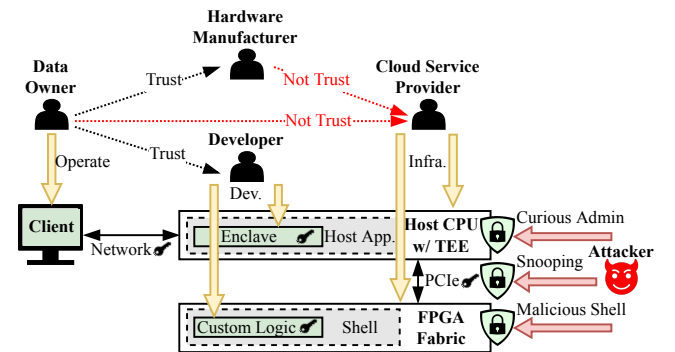 Hardware
Manufacturer
Data
Owner
Trust
Not Trust
Cloud Service
Provider
Not Trust
Trust
Developer
Operate
Dev.
Infra.
Client
Network
Enclave
Host App.
Host CPU
w/ TEE
Curious Admin
PCIe
Snooping
Attacker
Custom Logic
Shell
FPGA
Fabric
Malicious Shell